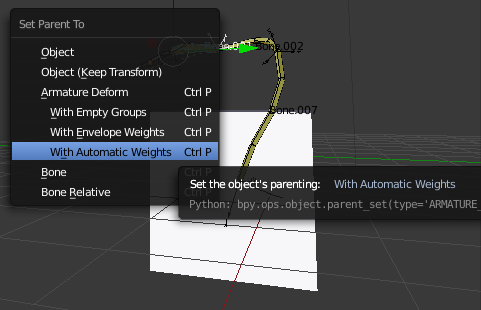 Set Parent To
Object
Object (Keep Transform)
Armature Deform Ctrl P
With Empty Groups Ctrl P
With Envelope Weights Ctrl P
With Automatic Weights Ctrl P
Bone Ctrl P
Bone Relative Ctrl P
Bone.002
Bone.007
Set the object's parenting: With Automatic Weights
Python: bpy.ops.object.parent_set(type='ARMATURE_